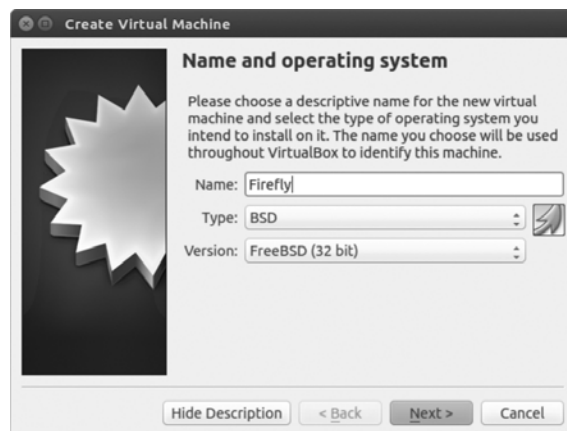 Create Virtual Machine
Name and operating system
Please choose a descriptive name for the new virtual
machine and select the type of operating system you
intend to install on it. The name you choose will be used
throughout VirtualBox to identify this machine.
Name: Firefly
Type: BSD
Version: FreeBSD (32 bit)
Hide Description < Back Next > Cancel